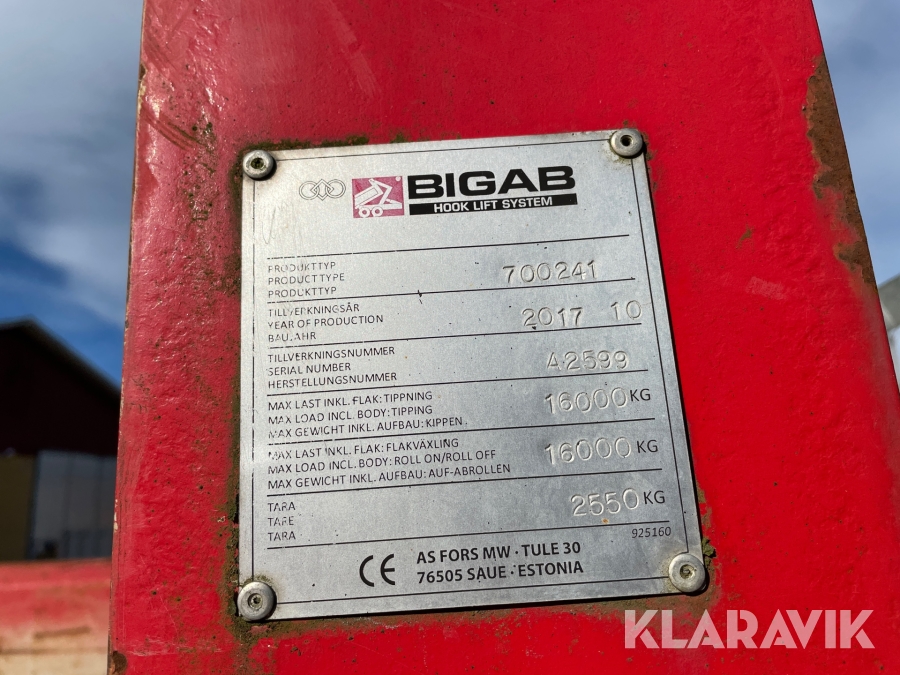 BIGAB
HOOK LIFT SYSTEM
PRODUKTTYP
PRODUCT TYPE 700241
PRODUKTTYP
TILLVERKNINGSÅR
YEAR OF PRODUCTION 2017 10
BAUJAHR
TILLVERKNINGSNUMMER
SERIAL NUMBER A2599
HERSTELLUNGSNUMMER
MAX LAST INKL. FLAK: TIPPNING
MAX LOAD INCL. BODY: TIPPING 16000 KG
MAX GEWICHT INKL. AUFBAU: KIPPEN
MAX LAST INKL. FLAK: FLAKVÄXLING
MAX LOAD INCL. BODY: ROLL ON/ROLL OFF 16000 KG
MAX GEWICHT INKL. AUFBAU: AUF-ABROLLEN
TARA
TARE 2550 KG
TARA
925160
CE AS FORS MW · TULE 30
76505 SAUE · ESTONIA
KLARAVIK